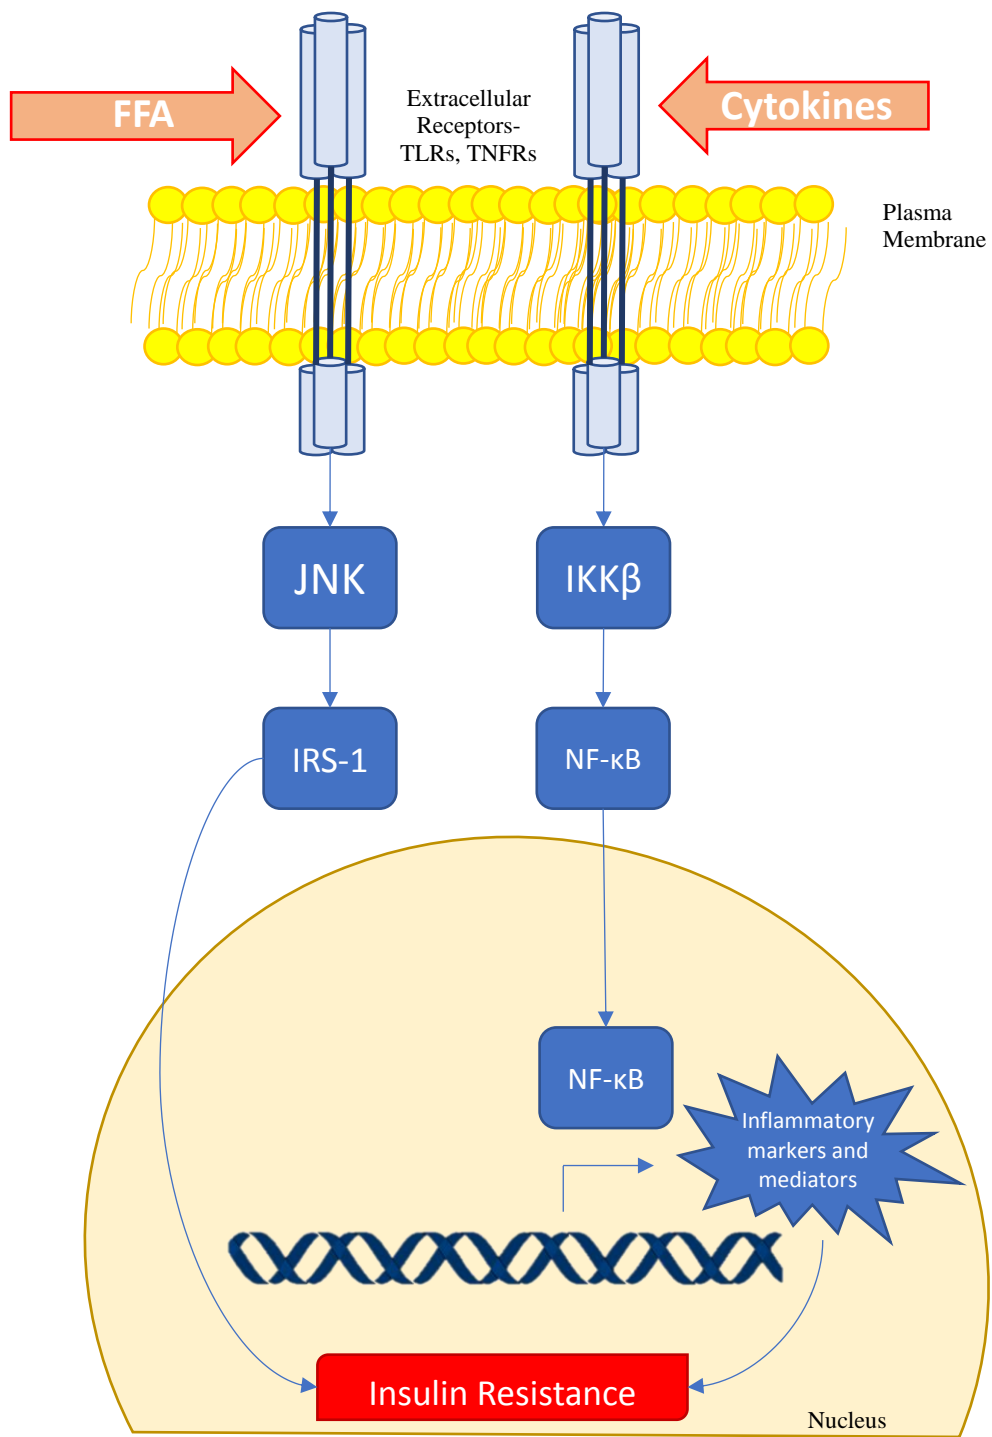 FFA
Extracellular
Receptors-
TLRs, TNFRs
Cytokines
Plasma
Membrane
JNK
IKKβ
IRS-1
NF-κB
NF-κB
Inflammatory
markers and
mediators
Insulin Resistance
Nucleus